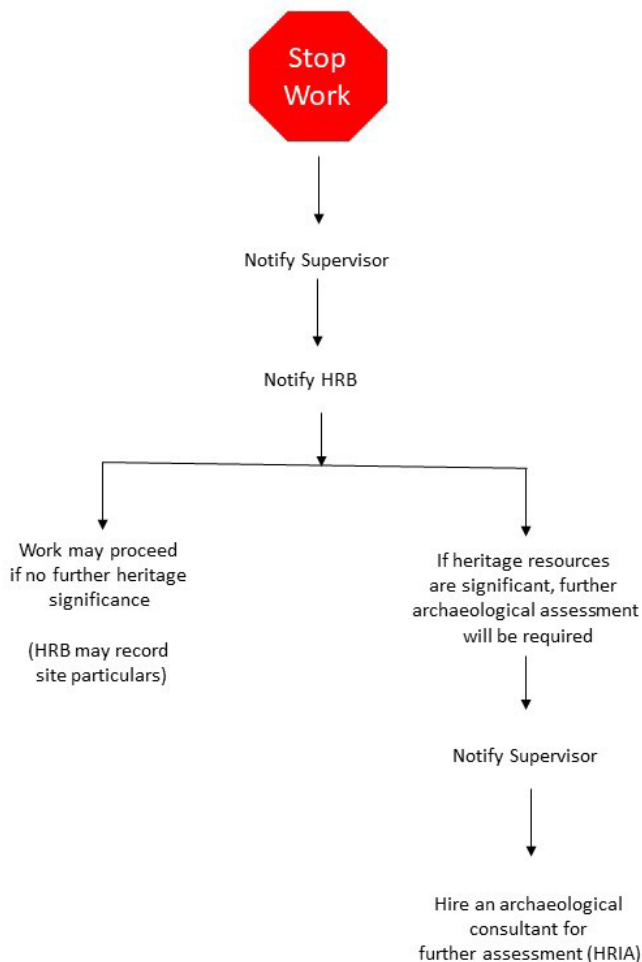 Stop
Work
Notify Supervisor
Notify HRB
Work may proceed
if no further heritage
significance
(HRB may record
site particulars)
If heritage resources
are significant, further
archaeological assessment
will be required
Notify Supervisor
Hire an archaeological
consultant for
further assessment (HRIA)